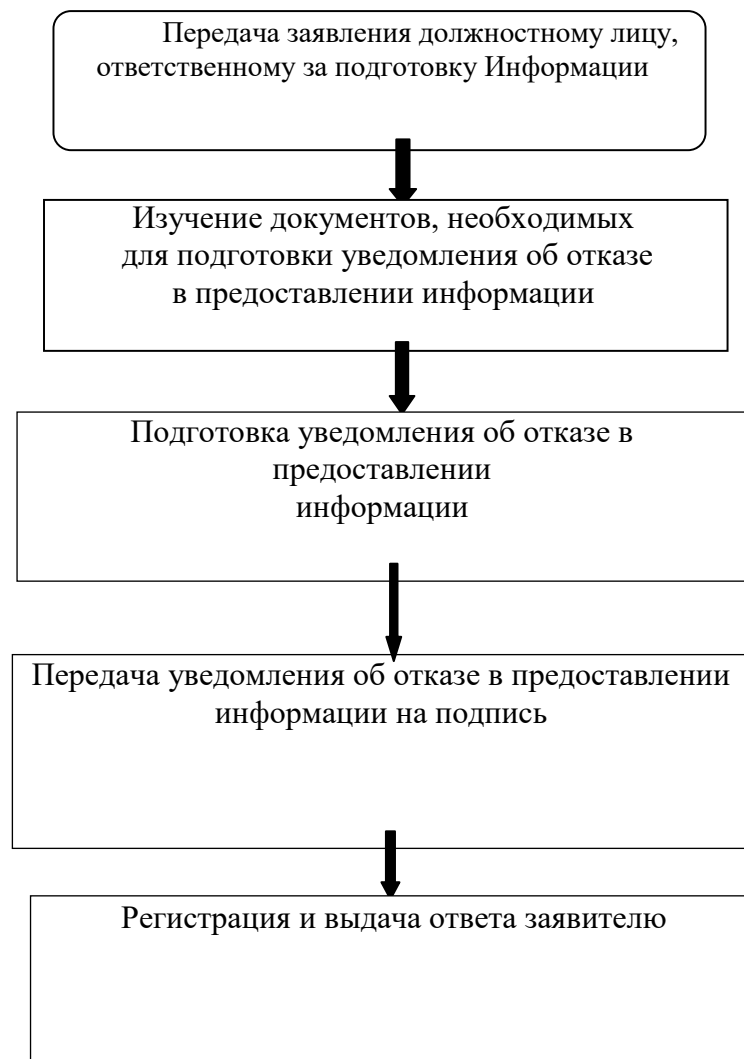 Передача заявления должностному лицу,
ответственному за подготовку Информации
Изучение документов, необходимых
для подготовки уведомления об отказе
в предоставлении информации
Подготовка уведомления об отказе в
предоставлении
информации
Передача уведомления об отказе в предоставлении
информации на подпись
Регистрация и выдача ответа заявителю